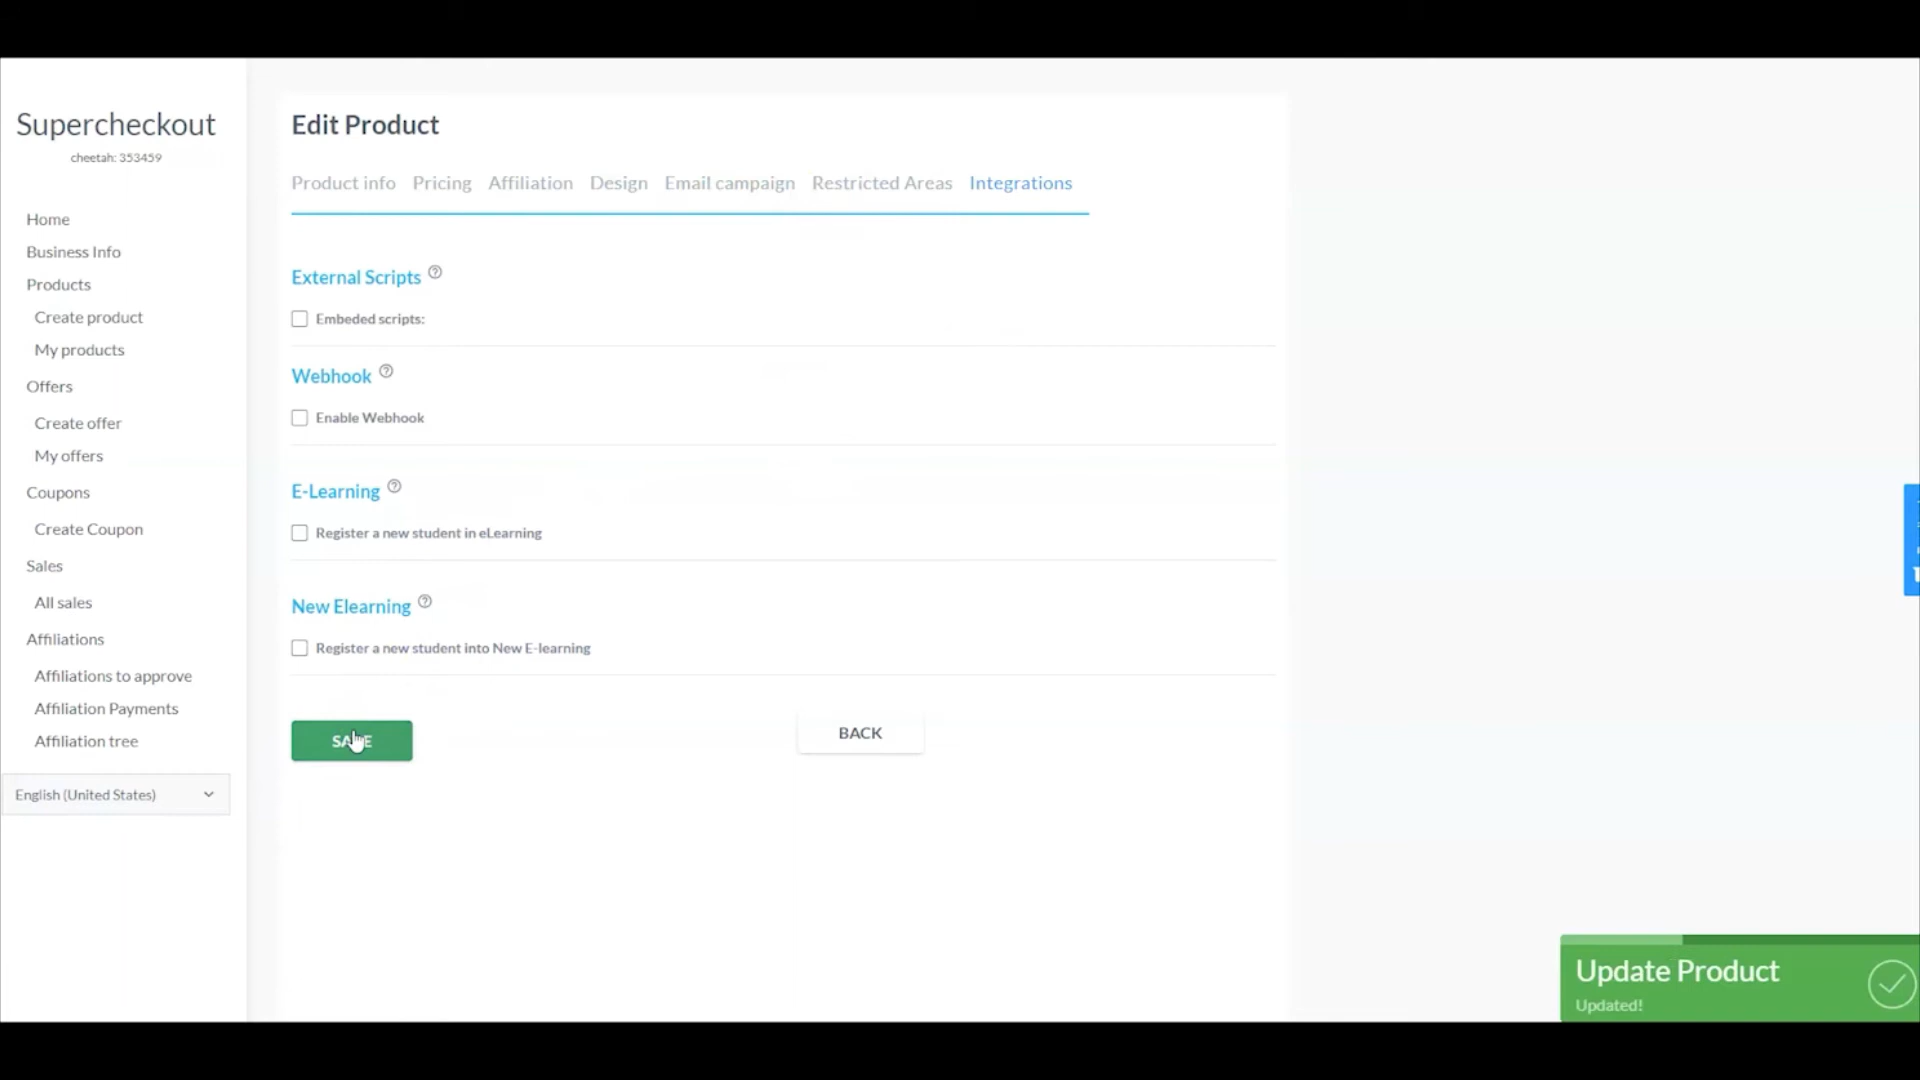 Supercheckout
cheetah: 353459
Home
Business Info
Products
Create product
My products
Offers
Create offer
My offers
Coupons
Create Coupon
Sales
All sales
Affiliations
Affiliations to approve
Affiliation Payments
Affiliation tree
English (United States)
Edit Product
Product info Pricing Affiliation Design Email campaign Restricted Areas Integrations
External Scripts
Embeded scripts:
Webhook
Enable Webhook
E-Learning
Register a new student in eLearning
New Elearning
Register a new student into New E-learning
SAVE
BACK
Update Product
Updated!